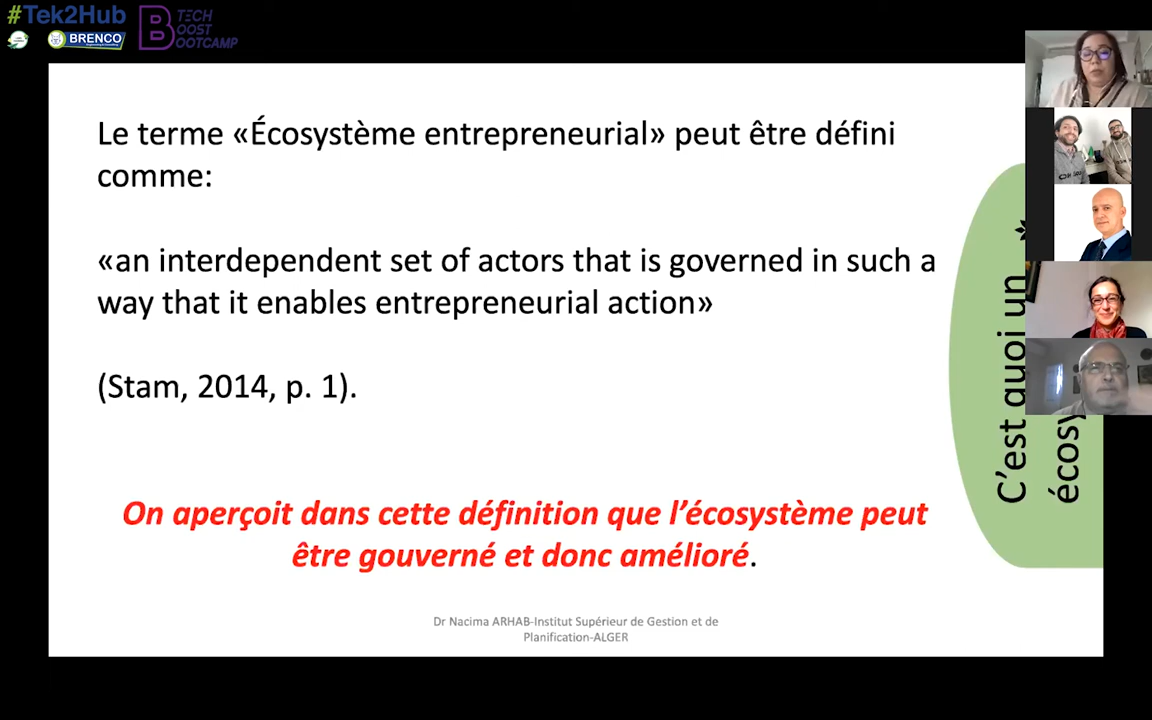 #Tek2Hub
BRENCO
TECH
BOOST
BOOTCAMP
Le terme «Écosystème entrepreneurial» peut être défini
comme:
«an interdependent set of actors that is governed in such a
way that it enables entrepreneurial action»
(Stam, 2014, p. 1).
On aperçoit dans cette définition que l’écosystème peut
être gouverné et donc amélioré.
C’est quoi un
écosy
Dr Nacima ARHAB-Institut Supérieur de Gestion et de
Planification-ALGER